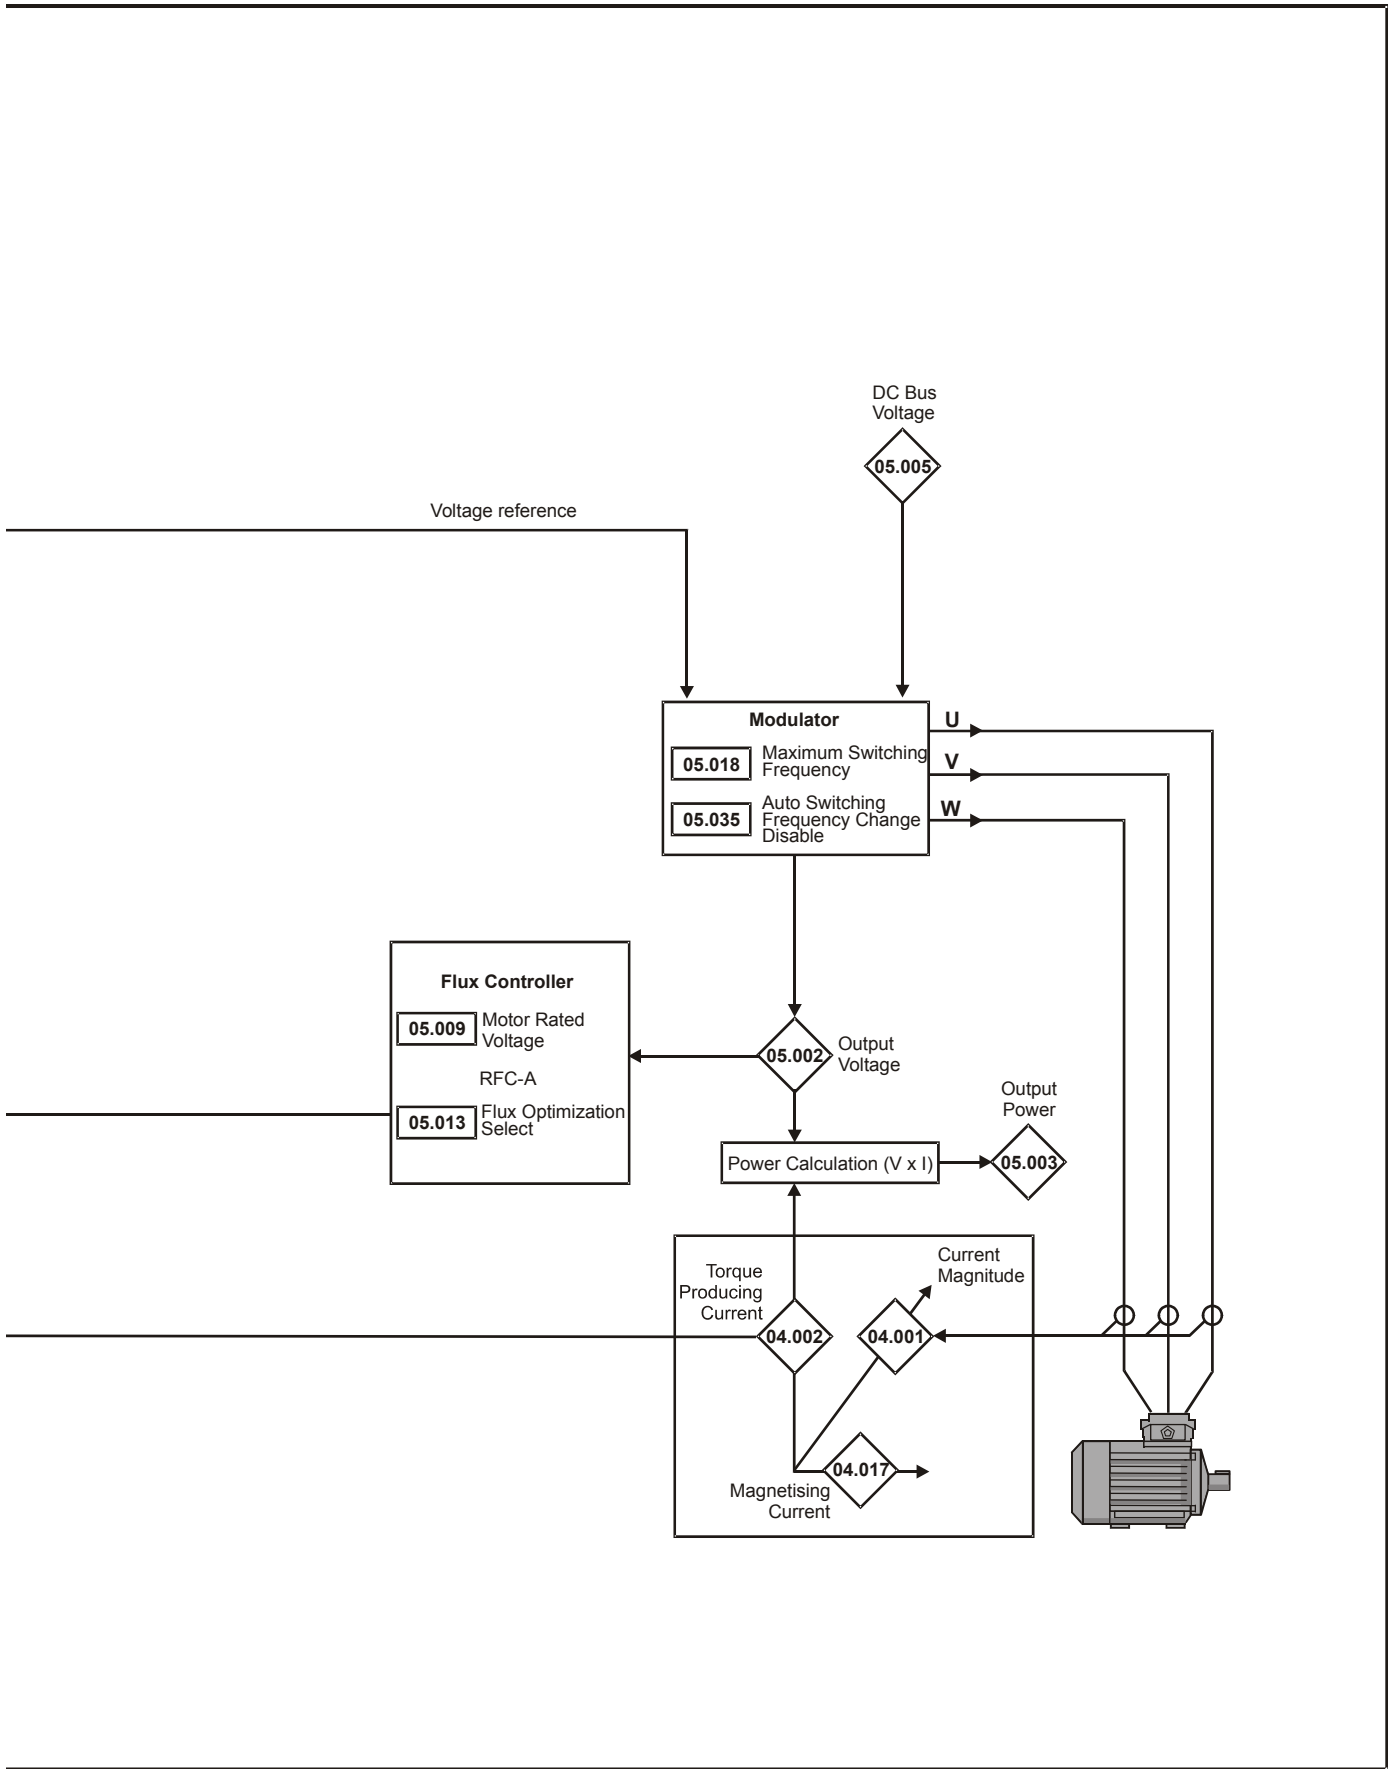 DC Bus
Voltage
05.005
Voltage reference
Modulator
05.018
Maximum Switching
Frequency
05.035
Auto Switching
Frequency Change
Disable
U
V
W
Flux Controller
05.009
Motor Rated
Voltage
RFC-A
05.013
Flux Optimization
Select
05.002
Output
Voltage
Output
Power
Power Calculation (V x I)
05.003
Torque
Producing
Current
04.002
Current
Magnitude
04.001
04.017
Magnetising
Current